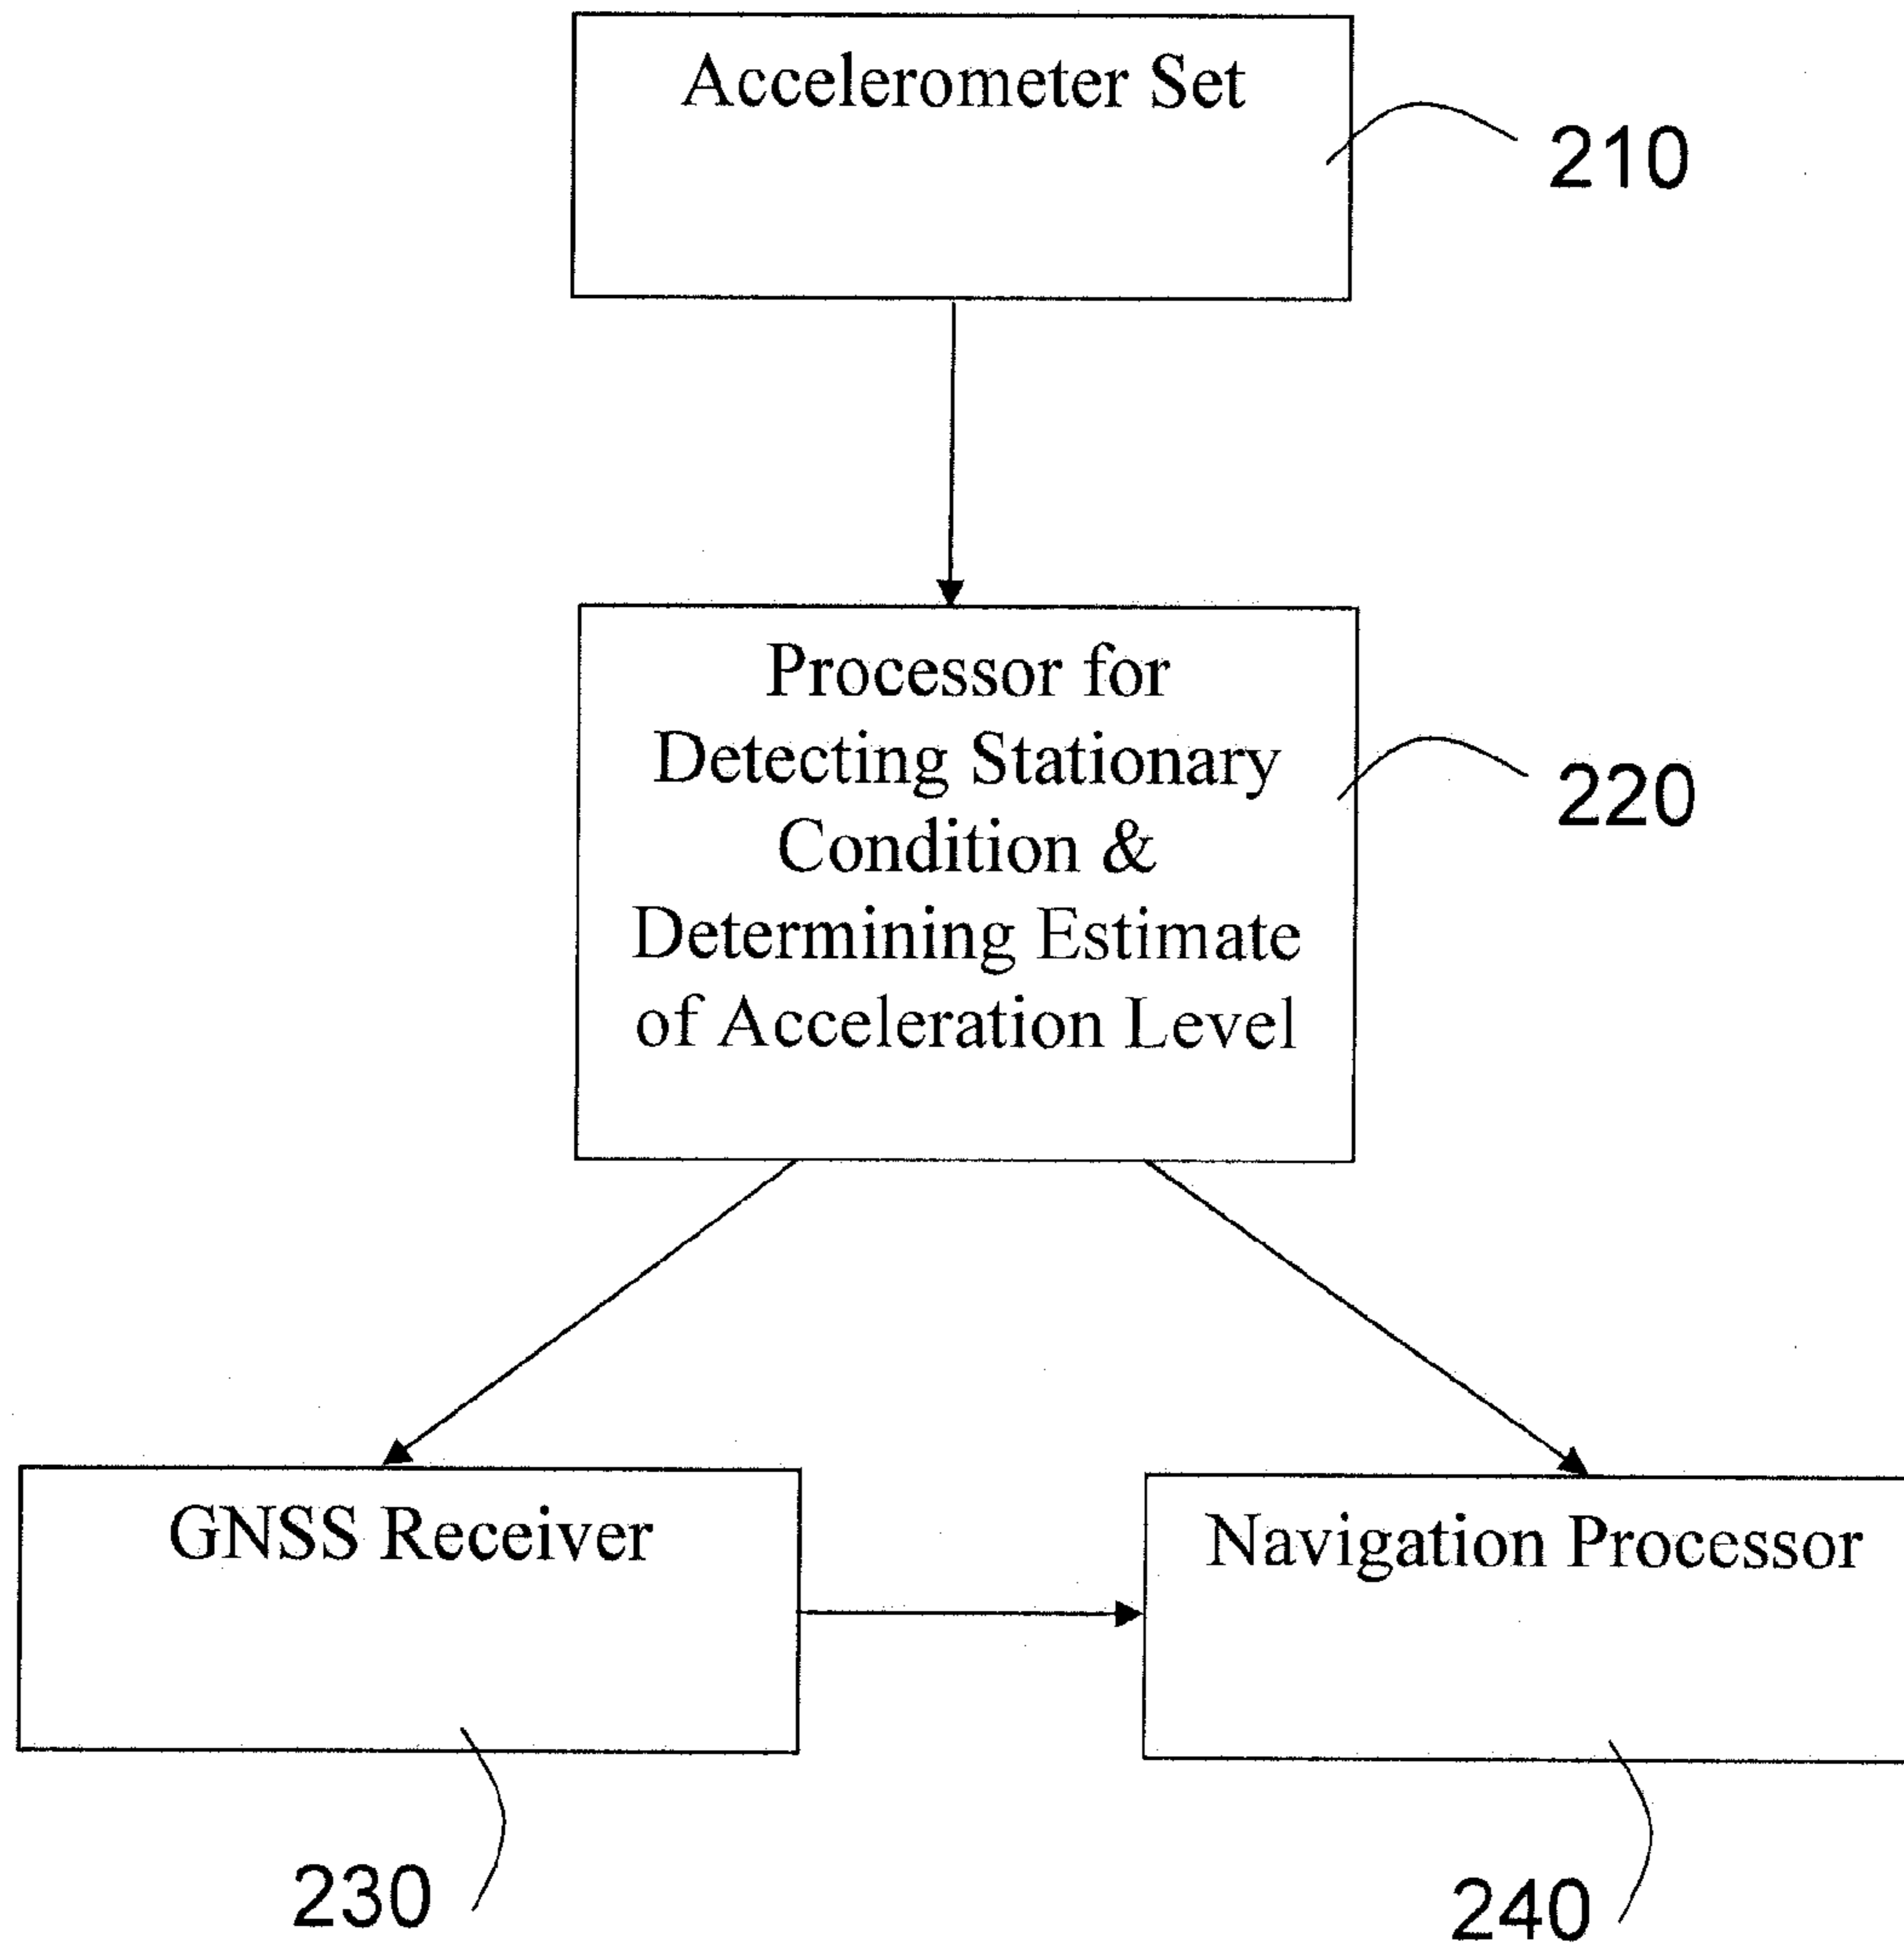 Accelerometer Set
210
Processor for
Detecting Stationary
Condition &
Determining Estimate
of Acceleration Level
220
GNSS Receiver
Navigation Processor
230
240